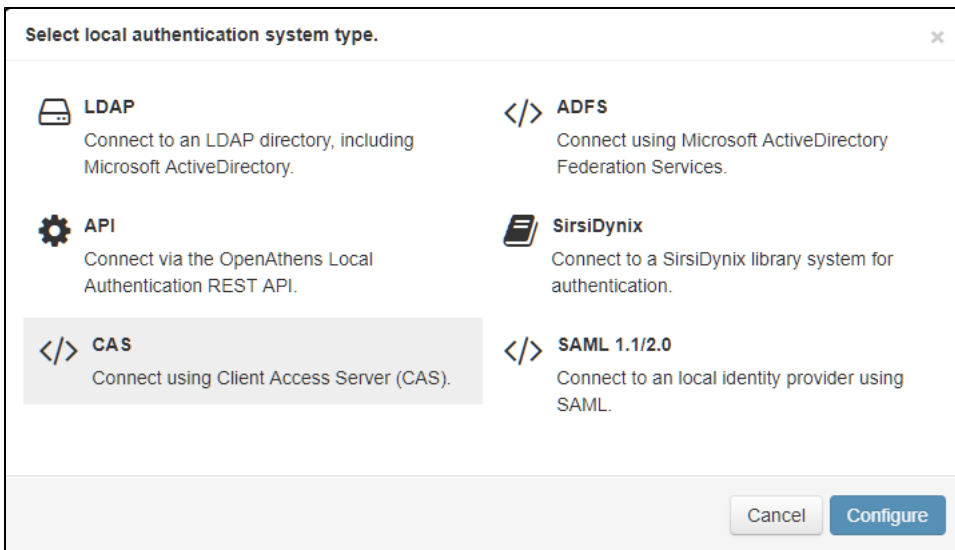 Select local authentication system type.
×
LDAP
Connect to an LDAP directory, including
Microsoft ActiveDirectory.
</> ADFS
Connect using Microsoft ActiveDirectory
Federation Services.
API
Connect via the OpenAthens Local
Authentication REST API.
SirsiDynix
Connect to a SirsiDynix library system for
authentication.
</> CAS
Connect using Client Access Server (CAS).
</> SAML 1.1/2.0
Connect to an local identity provider using
SAML.
Cancel
Configure